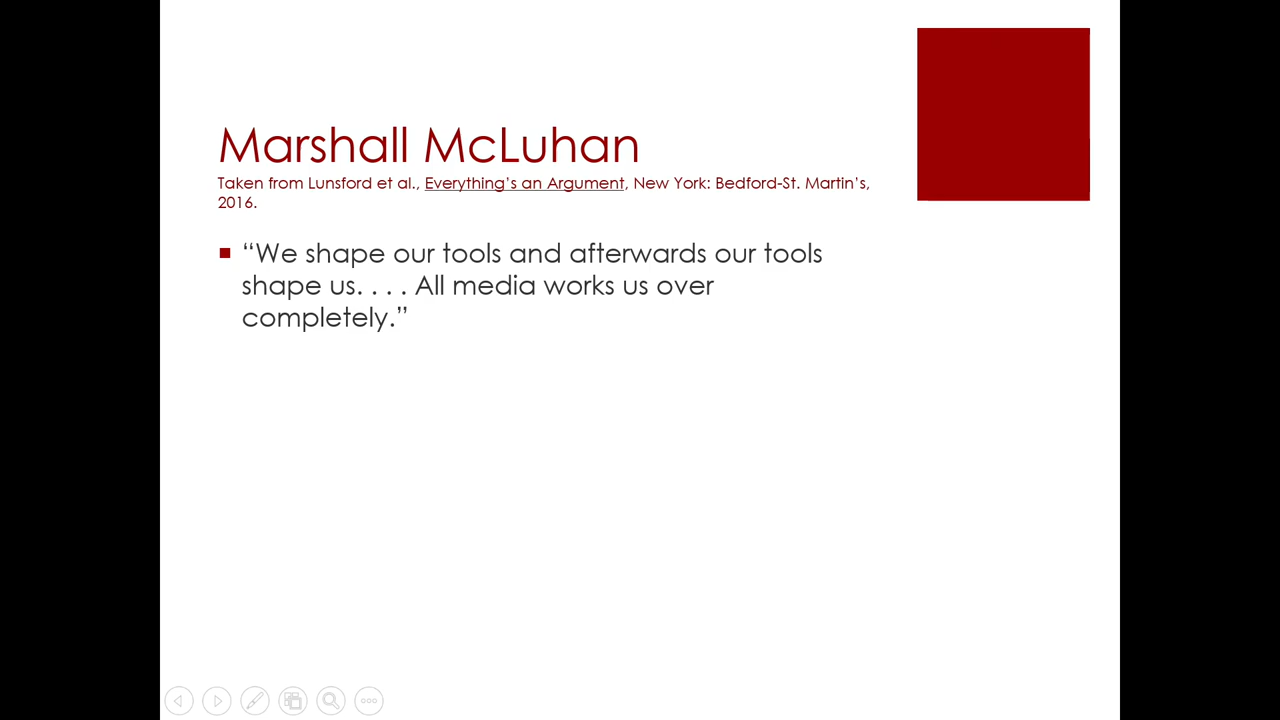 Marshall McLuhan
Taken from Lunsford et al., Everything’s an Argument, New York: Bedford-St. Martin’s,
2016.
“We shape our tools and afterwards our tools
shape us. . . . All media works us over
completely.”